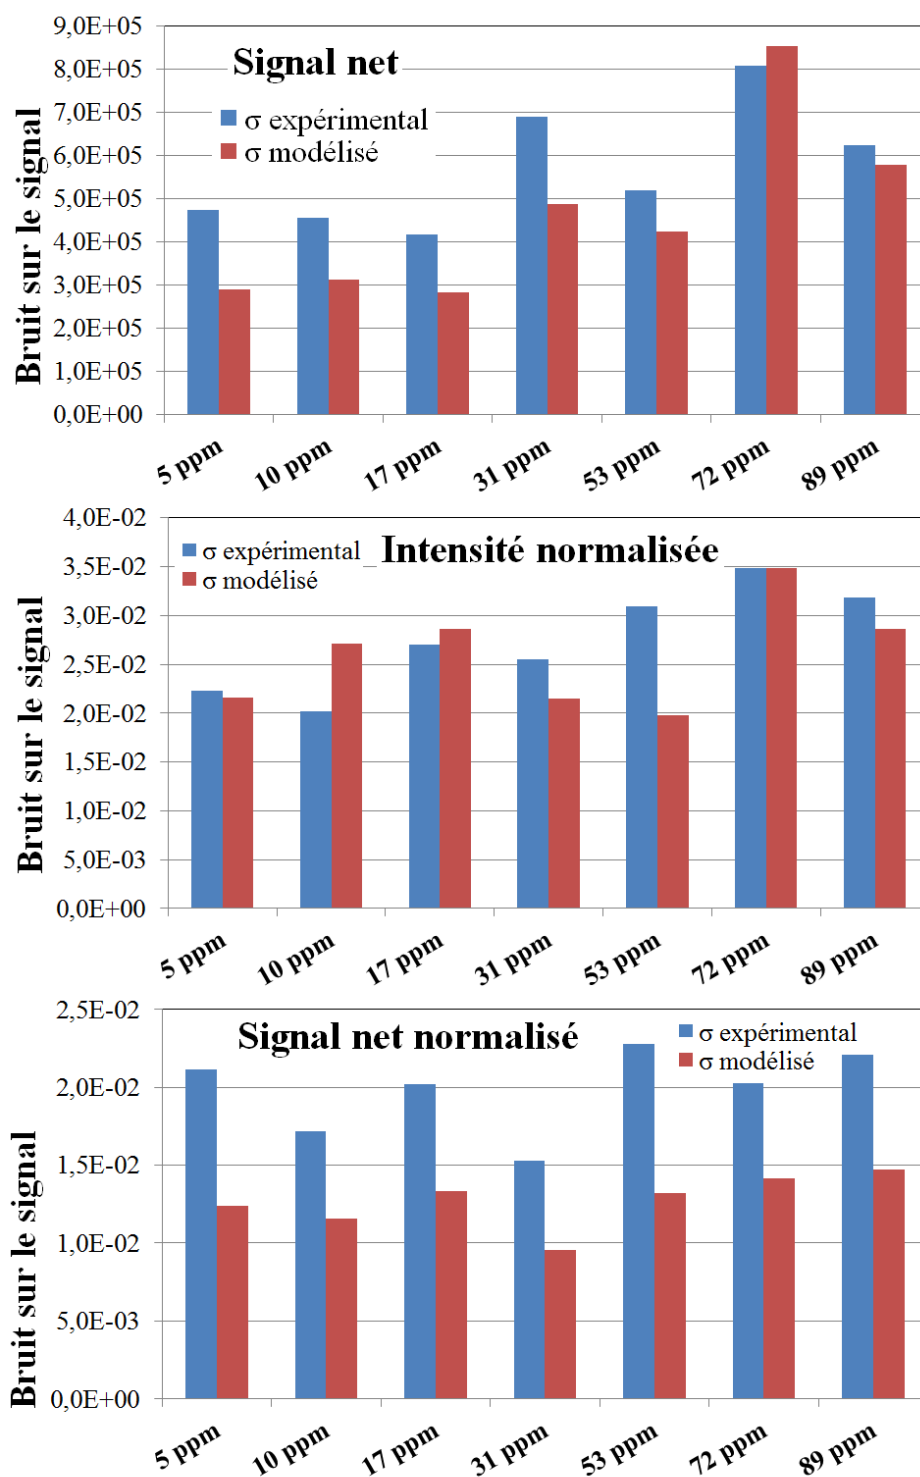 9,0E+05
8,0E+05
7,0E+05
6,0E+05
5,0E+05
4,0E+05
3,0E+05
2,0E+05
1,0E+05
0,0E+00
Bruit sur le signal
Signal net
σ expérimental
σ modélisé
5 ppm
10 ppm
17 ppm
31 ppm
53 ppm
72 ppm
89 ppm
4,0E-02
3,5E-02
3,0E-02
2,5E-02
2,0E-02
1,5E-02
1,0E-02
5,0E-03
0,0E+00
Bruit sur le signal
σ expérimental
σ modélisé
Intensité normalisée
5 ppm
10 ppm
17 ppm
31 ppm
53 ppm
72 ppm
89 ppm
2,5E-02
2,0E-02
1,5E-02
1,0E-02
5,0E-03
0,0E+00
Bruit sur le signal
Signal net normalisé
σ expérimental
σ modélisé
5 ppm
10 ppm
17 ppm
31 ppm
53 ppm
72 ppm
89 ppm